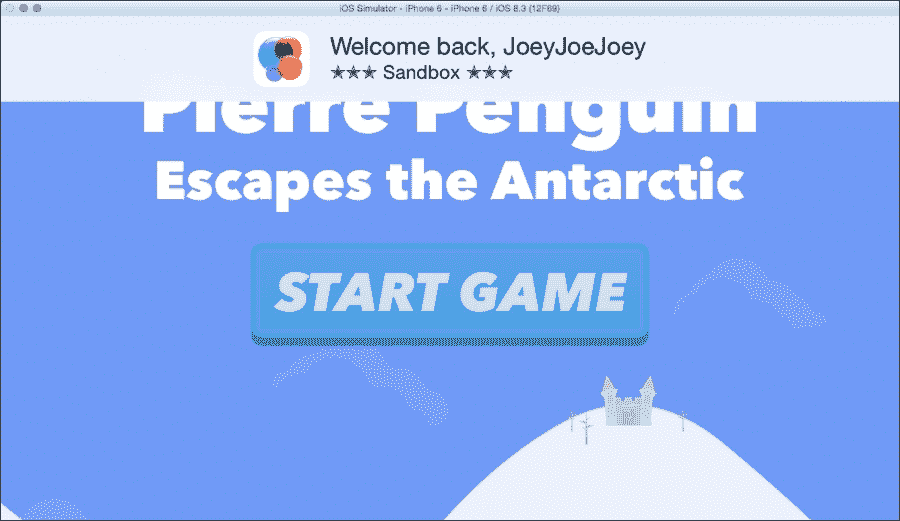 iOS Simulator - iPhone 6 - iPhone 6 / iOS 8.3 (12F69)
Welcome back, JoeyJoeJoey
★★★ Sandbox ★★★
Pierre Penguin
Escapes the Antarctic
START GAME